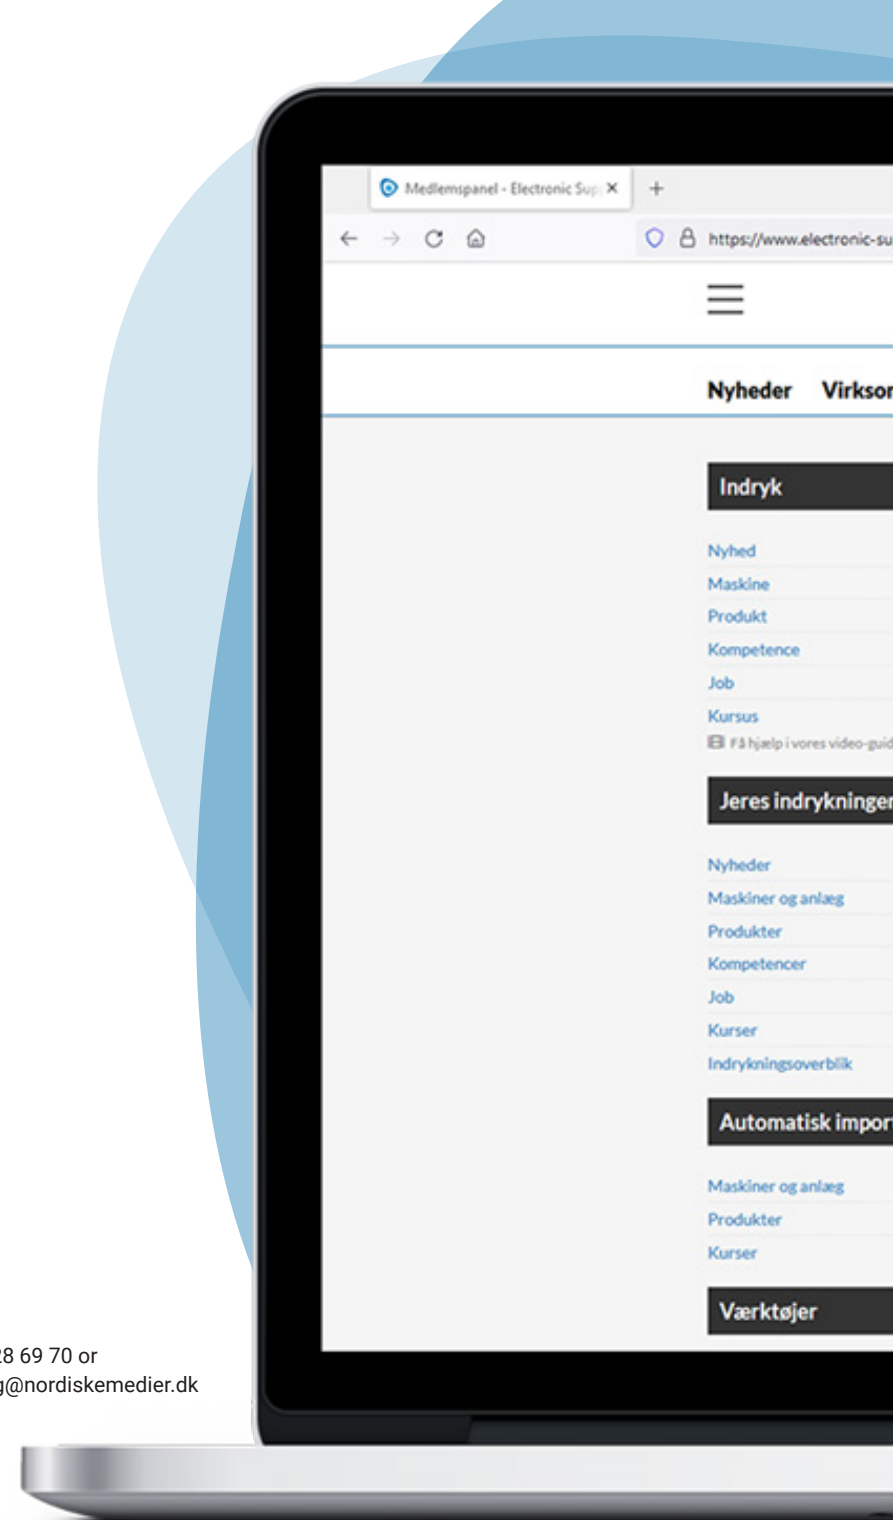 Medlemspanel - Electronic Sup
https://www.electronic-su
Nyheder Virksom
Indryk
Nyhed
Maskine
Produkt
Kompetence
Job
Kursus
Få hjælp i vores video-guid
Jeres indrykninger
Nyheder
Maskiner og anlæg
Produkter
Kompetencer
Job
Kurser
Indrykningsoverblik
Automatisk import
Maskiner og anlæg
Produkter
Kurser
Værktøjer
28 69 70 or
g@nordiskemedier.dk